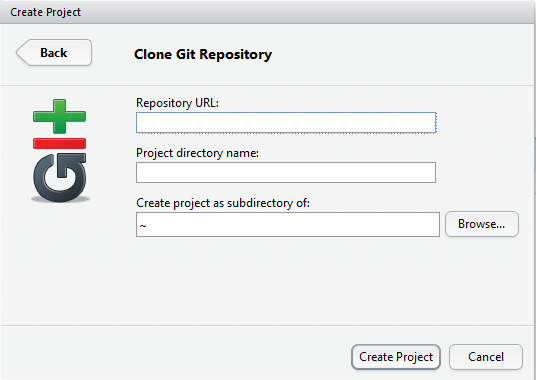 Create Project
Back
Clone Git Repository
Repository URL:
Project directory name:
Create project as subdirectory of:
~
Browse...
git
Create Project
Cancel